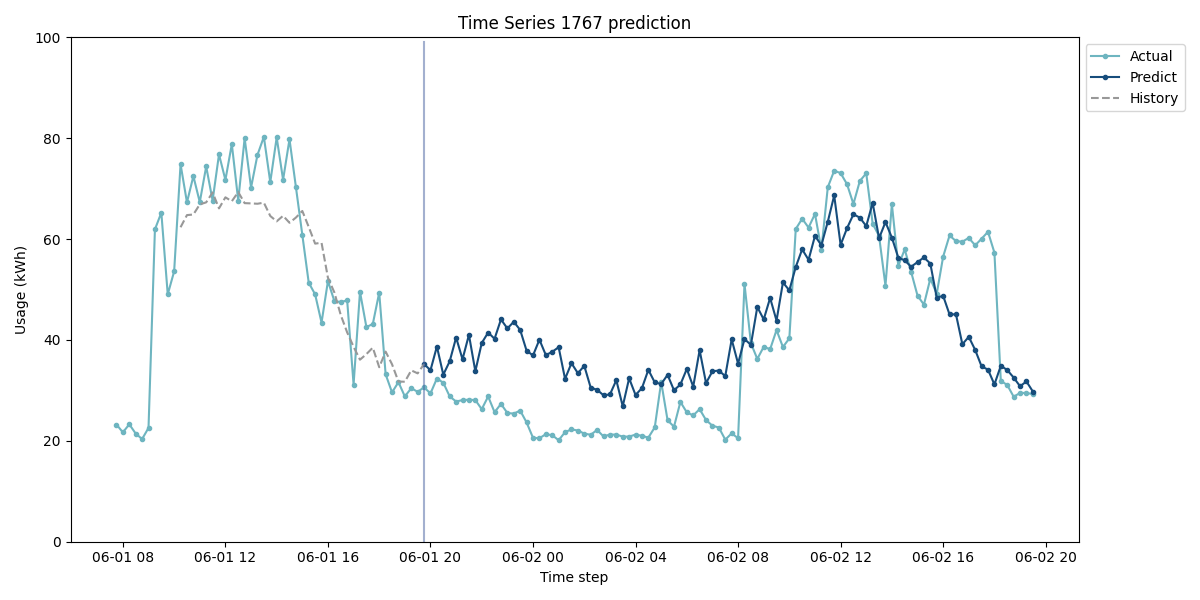 Time Series 1767 prediction
Usage (kWh)
100
80
60
40
20
0
06-01 08
06-01 12
06-01 16
06-01 20
06-02 00
06-02 04
06-02 08
06-02 12
06-02 16
06-02 20
Time step
Actual
Predict
History